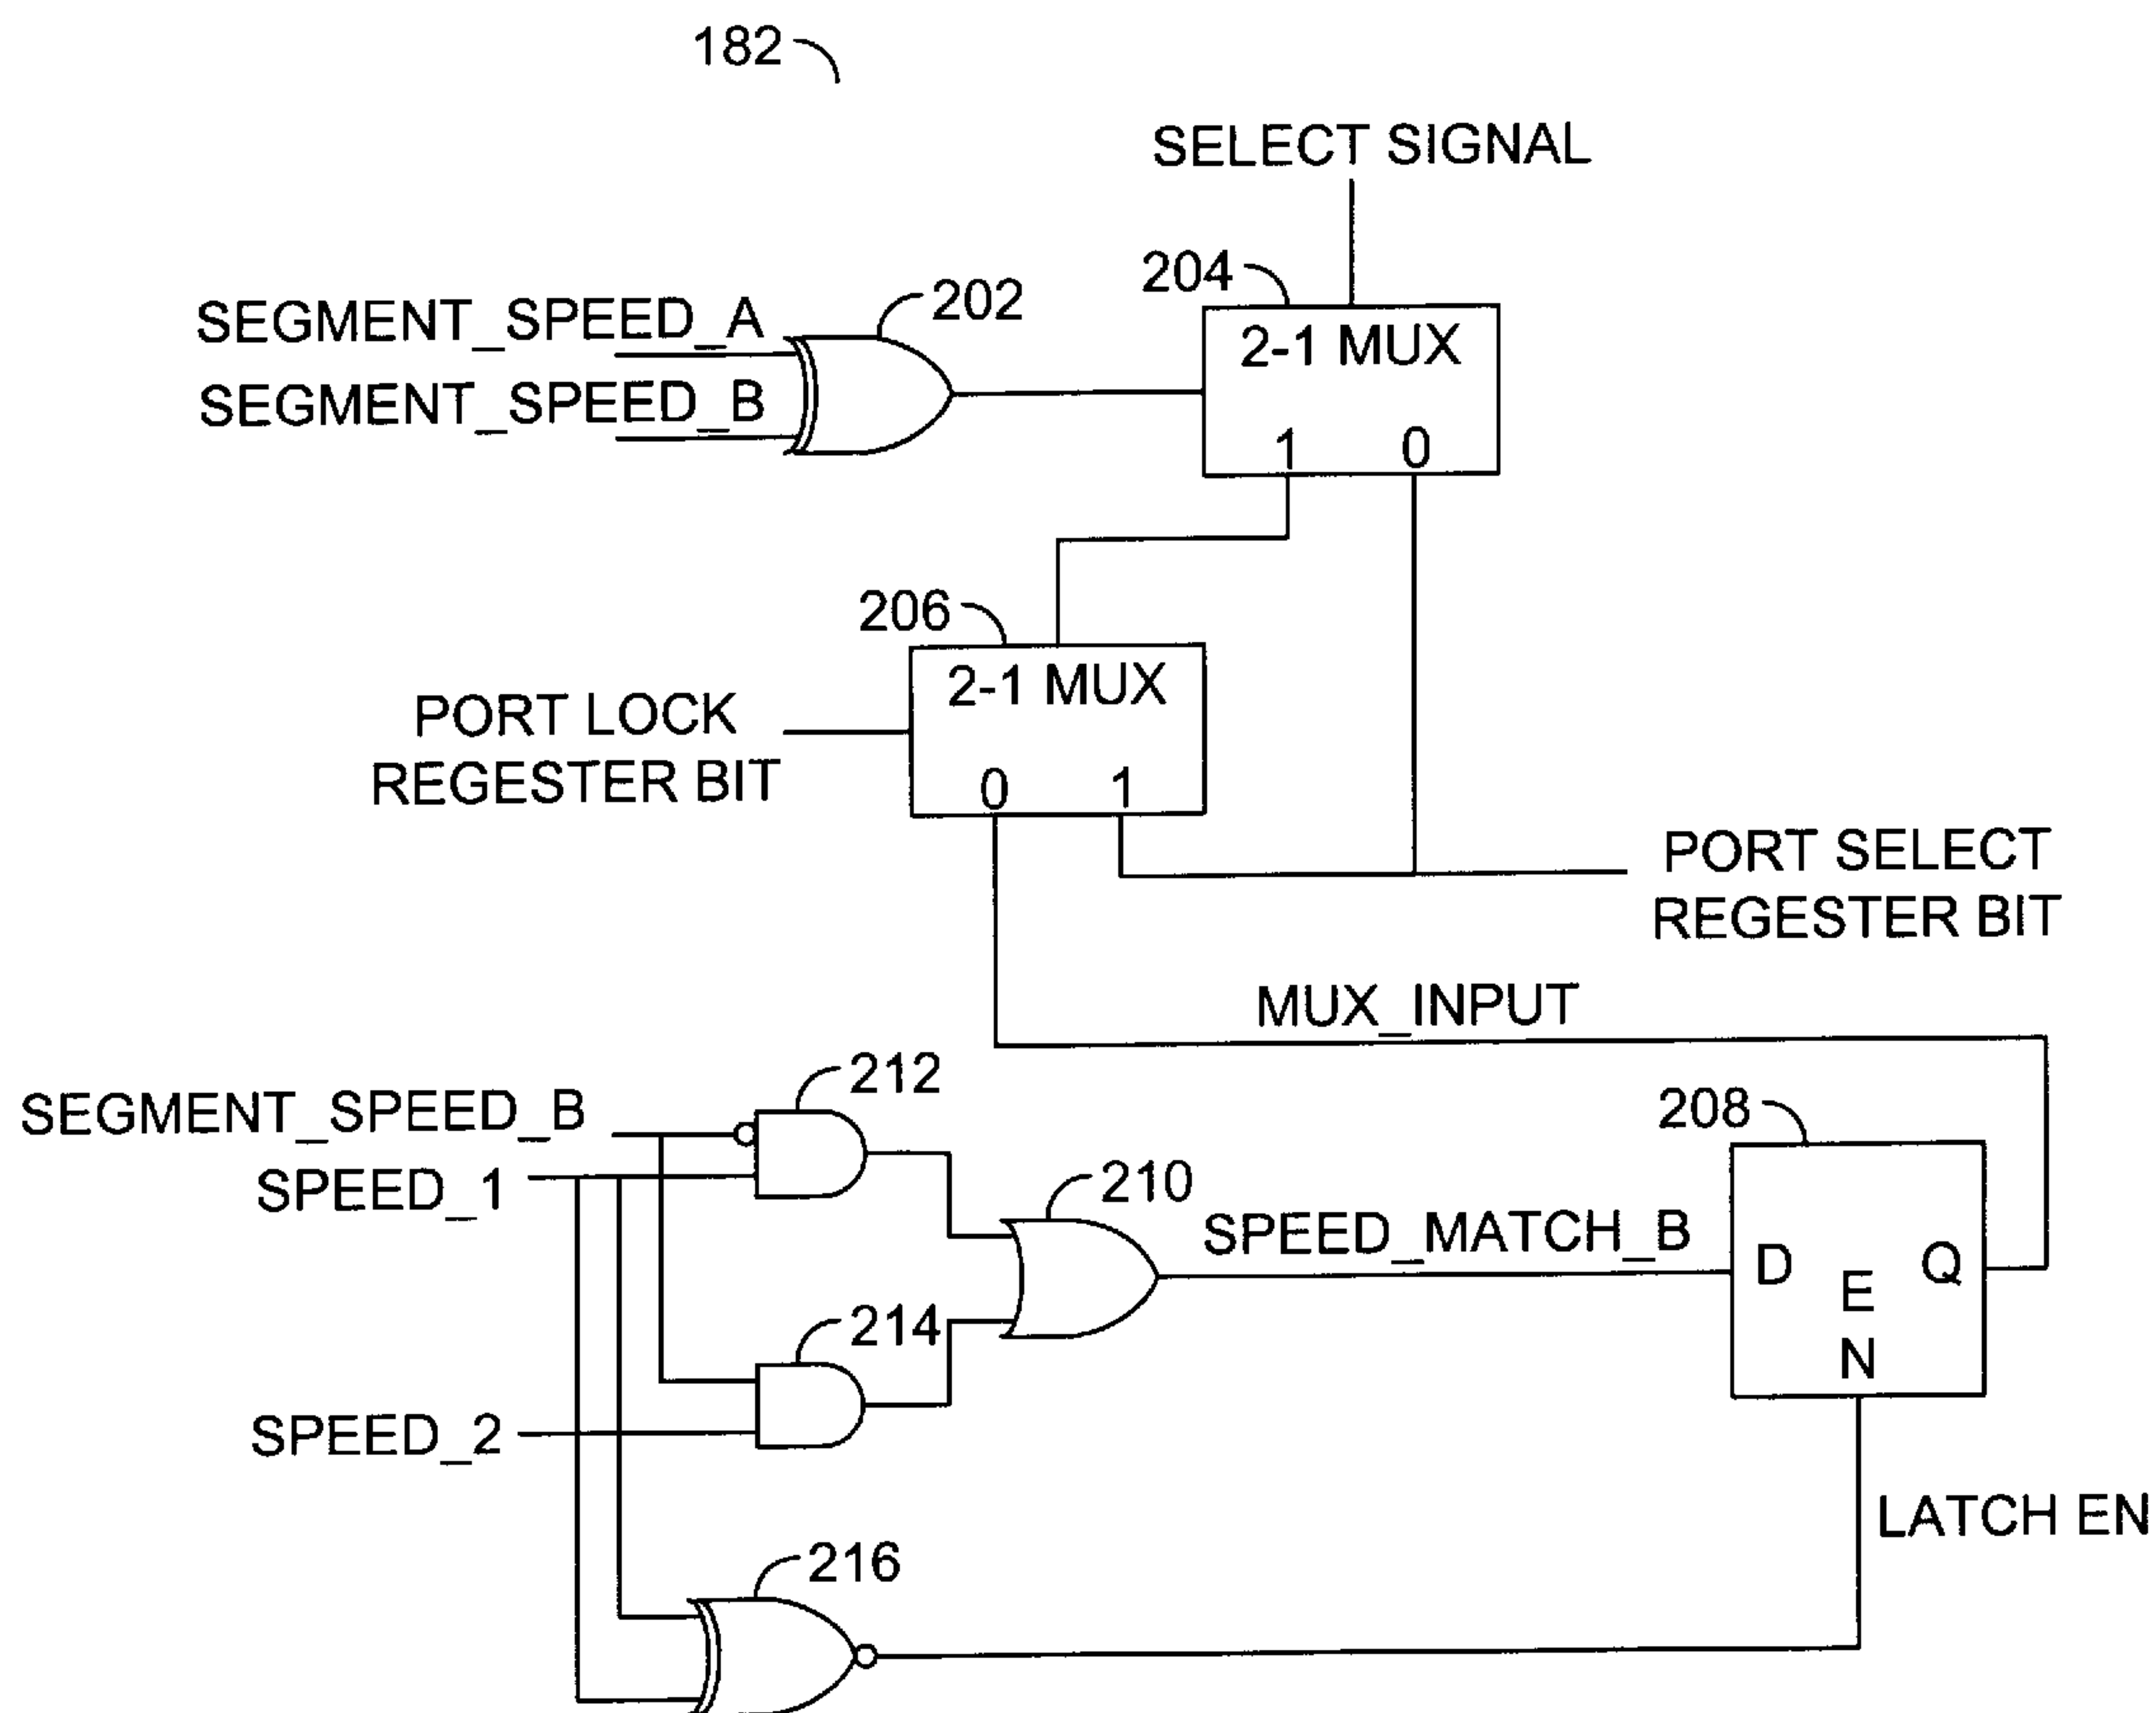 182
SELECT SIGNAL
204
202
SEGMENT_SPEED_A
2-1 MUX
SEGMENT_SPEED_B
1 0
206
2-1 MUX
PORT LOCK
REGESTER BIT
0 1
PORT SELECT
REGESTER BIT
MUX_INPUT
212
SEGMENT_SPEED_B
208
SPEED_1
210
SPEED_MATCH_B
D
E
N
Q
214
SPEED_2
LATCH EN
216